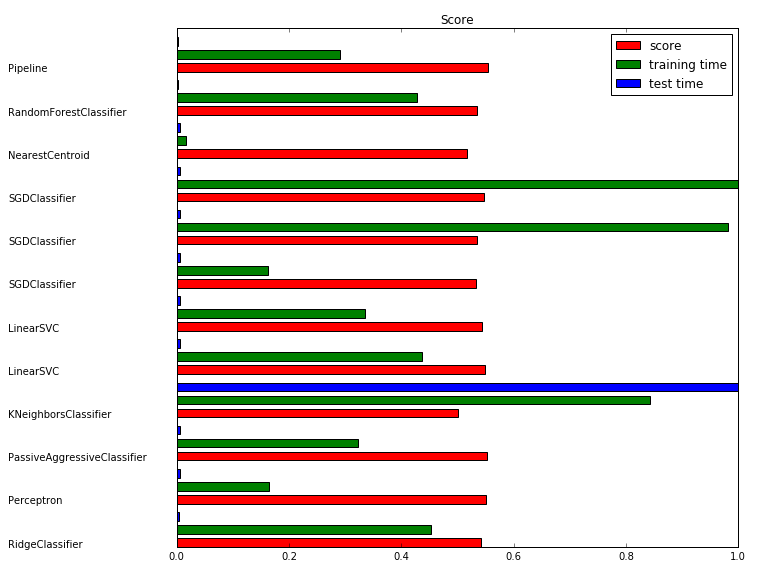 Score
score
training time
test time
Pipeline
RandomForestClassifier
NearestCentroid
SGDClassifier
SGDClassifier
SGDClassifier
LinearSVC
LinearSVC
KNeighborsClassifier
PassiveAggressiveClassifier
Perceptron
RidgeClassifier
0.0 0.2 0.4 0.6 0.8 1.0